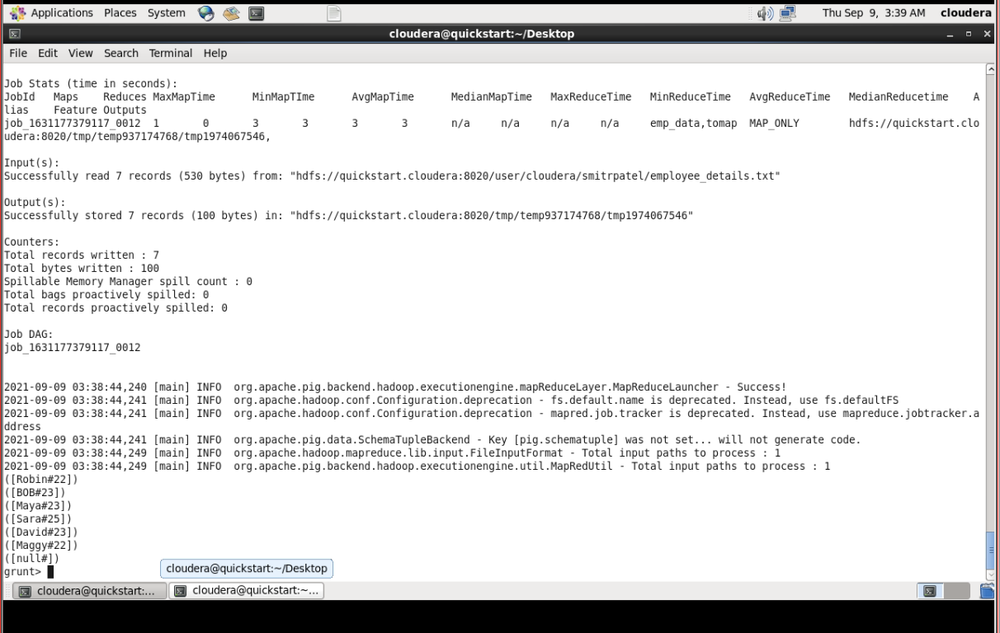 Applications Places System Thu Sep 9, 3:39 AM cloudera
cloudera@quickstart:~/Desktop
File Edit View Search Terminal Help
Job Stats (time in seconds):
JobId Maps Reduces MaxMapTime MinMapTIme AvgMapTime MedianMapTime MaxReduceTime MinReduceTime AvgReduceTime MedianReducetime A
lias Feature Outputs
job_1631177379117_0012 1 0 3 3 3 3 n/a n/a n/a n/a emp_data,tomap MAP_ONLY hdfs://quickstart.clo
udera:8020/tmp/temp937174768/tmp1974067546,
Input(s):
Successfully read 7 records (530 bytes) from: "hdfs://quickstart.cloudera:8020/user/cloudera/smitrpatel/employee_details.txt"
Output(s):
Successfully stored 7 records (100 bytes) in: "hdfs://quickstart.cloudera:8020/tmp/temp937174768/tmp1974067546"
Counters:
Total records written : 7
Total bytes written : 100
Spillable Memory Manager spill count : 0
Total bags proactively spilled: 0
Total records proactively spilled: 0
Job DAG:
job_1631177379117_0012
2021-09-09 03:38:44,240 [main] INFO org.apache.pig.backend.hadoop.executionengine.mapReduceLayer.MapReduceLauncher - Success!
2021-09-09 03:38:44,241 [main] INFO org.apache.hadoop.conf.Configuration.deprecation - fs.default.name is deprecated. Instead, use fs.defaultFS
2021-09-09 03:38:44,241 [main] INFO org.apache.hadoop.conf.Configuration.deprecation - mapred.job.tracker is deprecated. Instead, use mapreduce.jobtracker.a
ddress
2021-09-09 03:38:44,241 [main] INFO org.apache.pig.data.SchemaTupleBackend - Key [pig.schematuple] was not set... will not generate code.
2021-09-09 03:38:44,249 [main] INFO org.apache.hadoop.mapreduce.lib.input.FileInputFormat - Total input paths to process : 1
2021-09-09 03:38:44,249 [main] INFO org.apache.pig.backend.hadoop.executionengine.util.MapRedUtil - Total input paths to process : 1
([Robin#22])
([BOB#23])
([Maya#23])
([Sara#25])
([David#23])
([Maggy#22])
([null#])
grunt>
cloudera@quickstart:~/Desktop
cloudera@quickstart:... cloudera@quickstart:~...